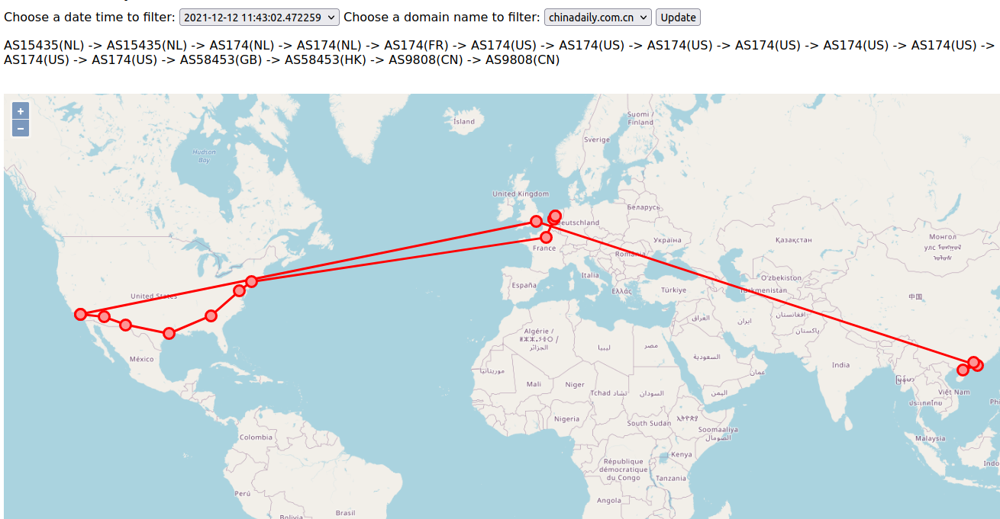 Choose a date time to filter: 2021-12-12 11:43:02.472259 Choose a domain name to filter: chinadaily.com.cn Update
AS15435(NL) -> AS15435(NL) -> AS174(NL) -> AS174(NL) -> AS174(FR) -> AS174(US) -> AS174(US) -> AS174(US) -> AS174(US) -> AS174(US) -> AS174(US) ->
AS174(US) -> AS174(US) -> AS58453(GB) -> AS58453(HK) -> AS9808(CN) -> AS9808(CN)
+
−
Ísland
Suomi /
Finland
Sverige
Hudson
Bay
United Kingdom
Беларусь
Deutschland
Україна
Қазақстан
Монгол
улс
France
România
Italia
O'zbekiston
Türkmenistan
España
Ελλάς
Türkiye
中国
United States
العراق
ایران
افغانستان
پاکستان
Algérie /
ⵍⵣⵣⴰⵢⴻⵔ /
الجزائر
ليبيا
مصر
السعودية
عمان
India
México
موريتانيا
Mali
Niger
Tchad تشاد
السودان
اليمن
Việt Nam
ประเทศไทย
Phi
Nigeria
South Sudan
ኢትዮጵያ
Soomaaliya
الصومال
Colombia
Malaysia
Kenya
République
démocratique
du Congo
Tanzania
Indo
Perú
Angola
Brasil
Bolivia